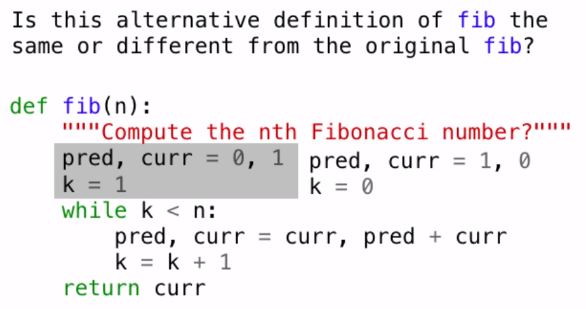 Is this alternative definition of fib the
same or different from the original fib?
def fib(n):
"""Compute the nth Fibonacci number?"""
pred, curr = 0, 1 pred, curr = 1, 0
k = 1 k = 0
while k < n:
pred, curr = curr, pred + curr
k = k + 1
return curr